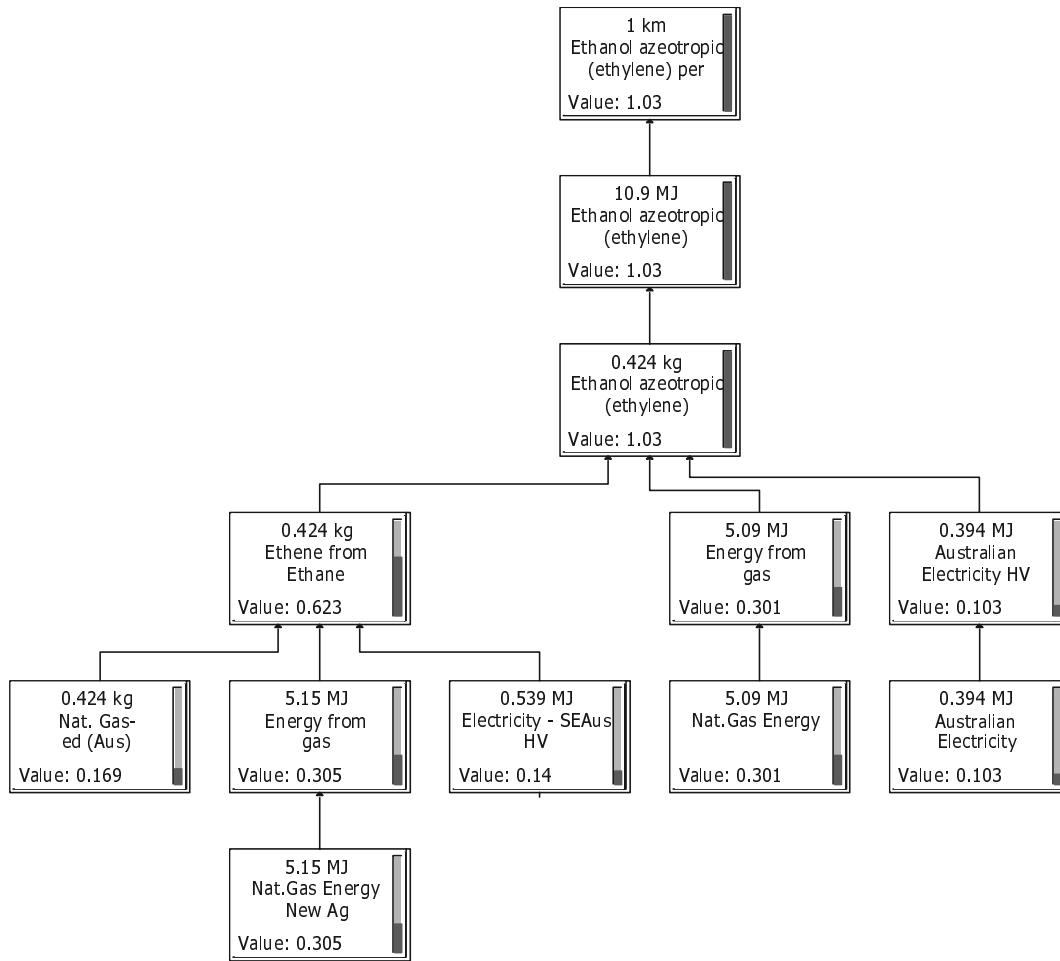 1 km
Ethanol azeotropic
(ethylene) per
Value: 1.03
10.9 MJ
Ethanol azeotropic
(ethylene)
Value: 1.03
0.424 kg
Ethanol azeotropic
(ethylene)
Value: 1.03
0.424 kg
Ethene from
Ethane
Value: 0.623
5.09 MJ
Energy from
gas
Value: 0.301
0.394 MJ
Australian
Electricity HV
Value: 0.103
0.424 kg
Nat. Gas-
ed (Aus)
Value: 0.169
5.15 MJ
Energy from
gas
Value: 0.305
0.539 MJ
Electricity - SEAus
HV
Value: 0.14
5.09 MJ
Nat.Gas Energy
Value: 0.301
0.394 MJ
Australian
Electricity
Value: 0.103
5.15 MJ
Nat.Gas Energy
New Ag
Value: 0.305